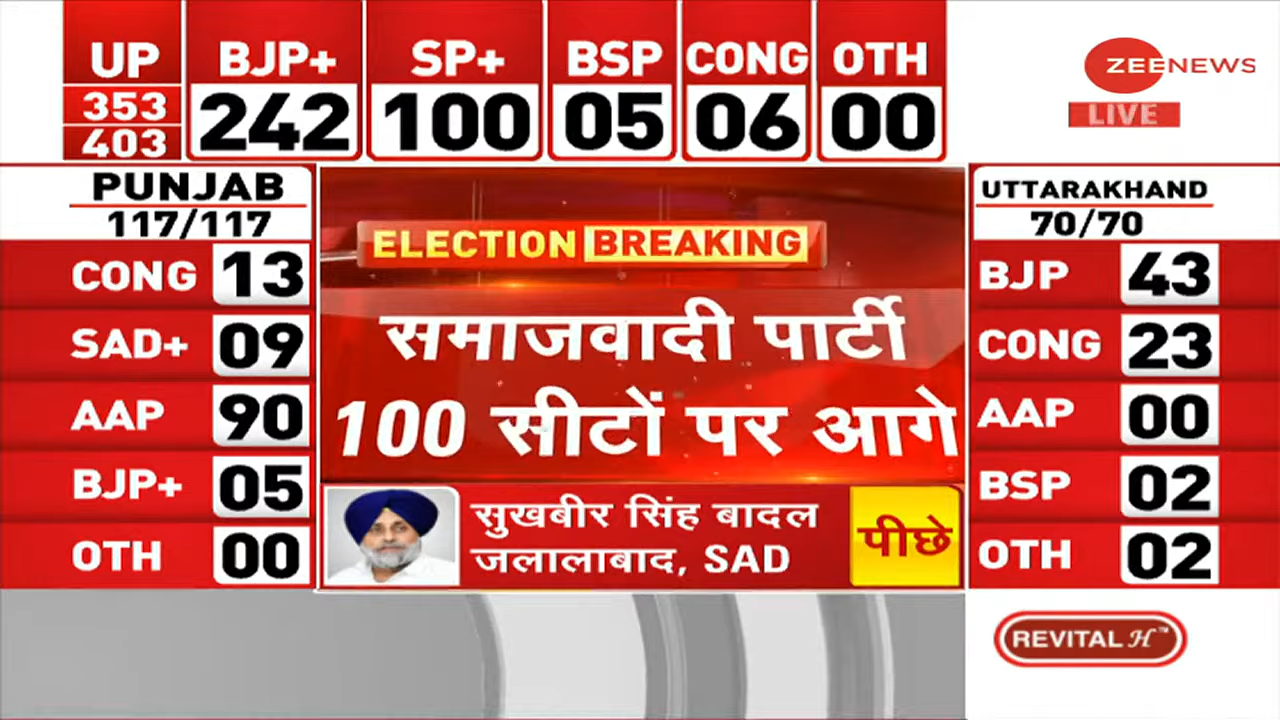 UP BJP+ SP+ BSP CONG OTH
353 242 100 05 06 00
403
ZEENEWS
LIVE
PUNJAB
117/117
CONG 13
SAD+ 09
AAP 90
BJP+ 05
OTH 00
ELECTION BREAKING
समाजवादी पार्टी
100 सीटों पर आगे
सुखबीर सिंह बादल
जलालाबाद, SAD
पीछे
UTTARAKHAND
70/70
BJP 43
CONG 23
AAP 00
BSP 02
OTH 02
REVITAL H™